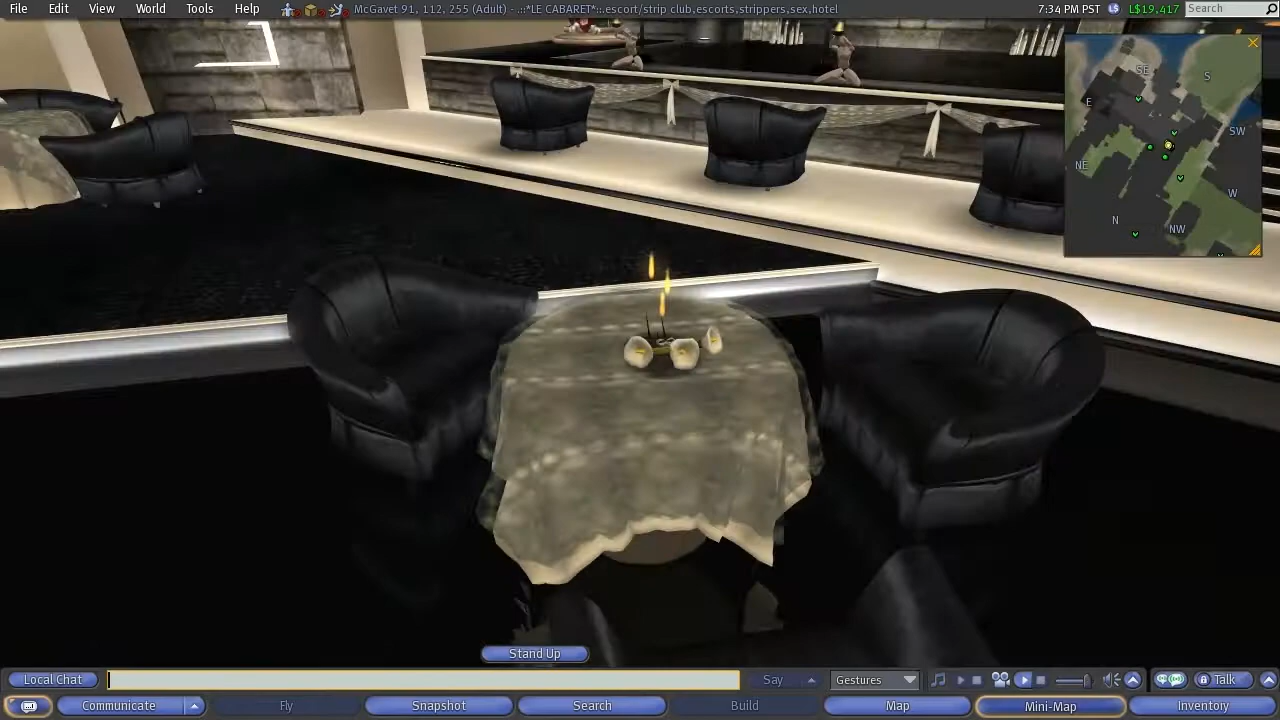 File Edit View World Tools Help McGavet 91, 112, 255 (Adult) - .::*LE CABARET*::.escort/strip club,escorts,strippers,sex,hotel 7:34 PM PST L$ L$19,417 Search
SE S
E
SW
NE
W
N
NW
Stand Up
Local Chat Say Gestures Talk
Communicate Fly Snapshot Search Build Map Mini-Map Inventory